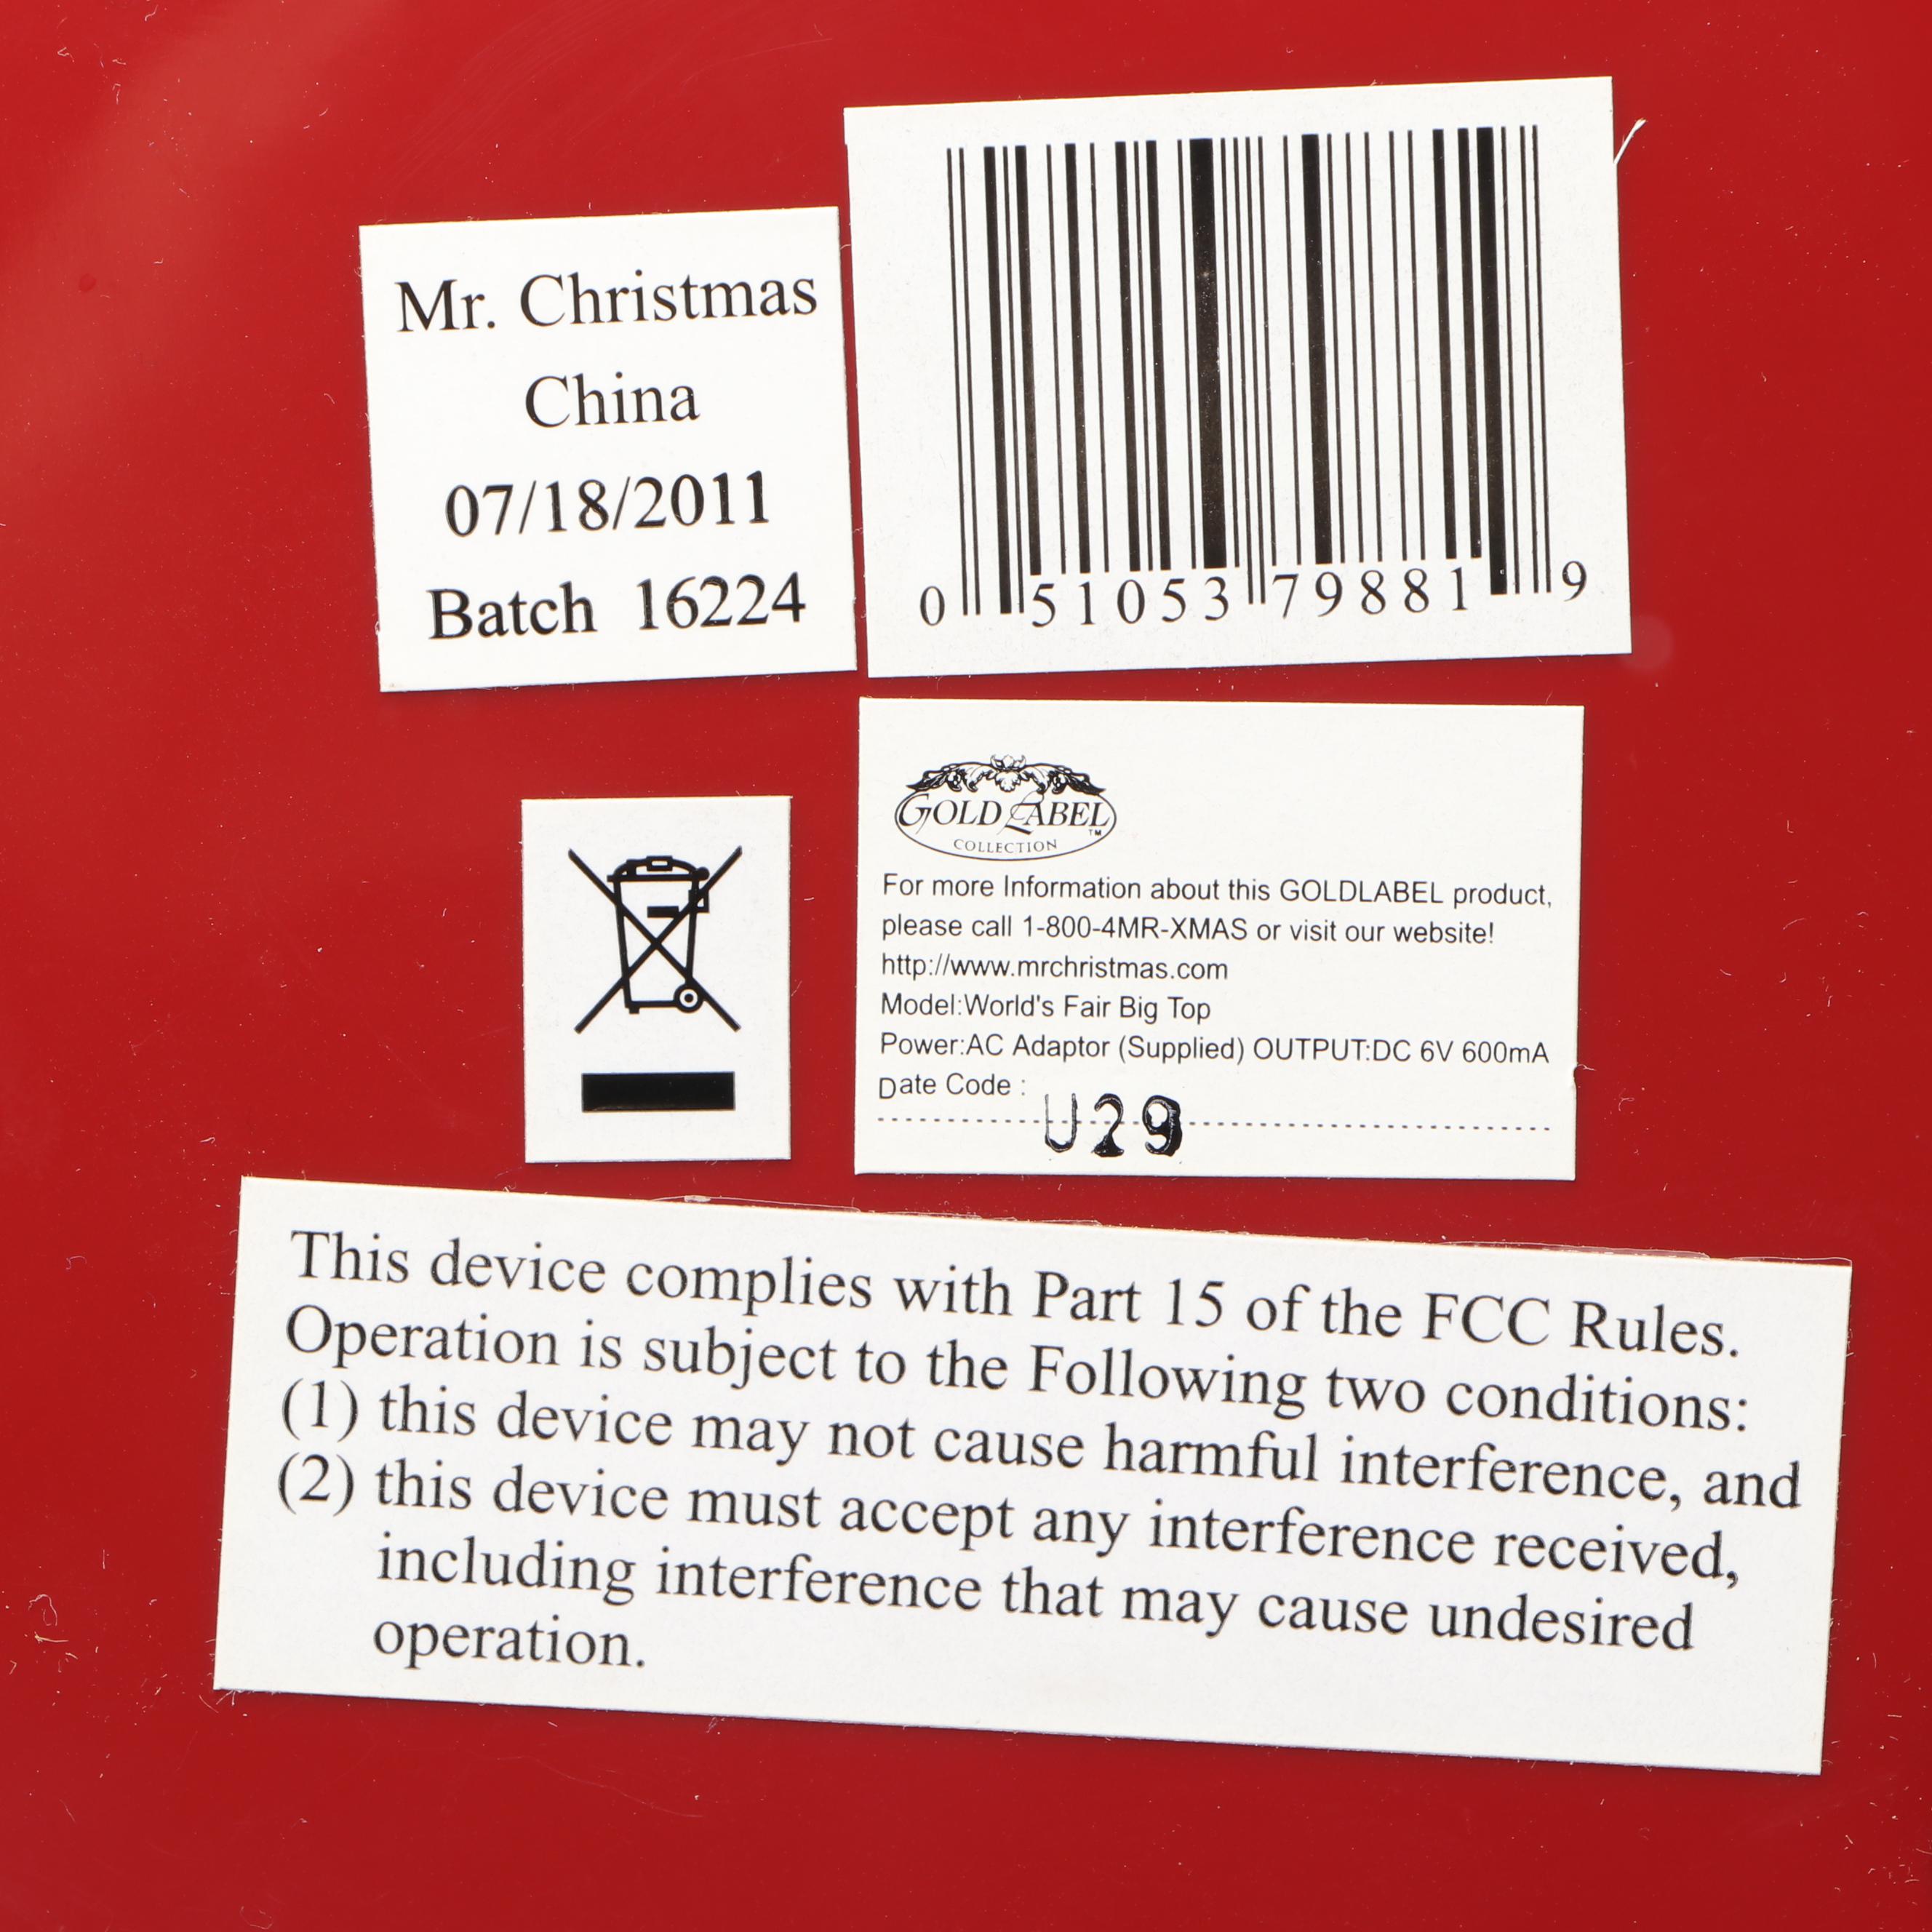 Mr. Christmas
China
07/18/2011
Batch 16224
0 51053 79881 9
GOLD LABEL TM
COLLECTION
For more Information about this GOLDLABEL product,
please call 1-800-4MR-XMAS or visit our website!
http://www.mrchristmas.com
Model:World's Fair Big Top
Power:AC Adaptor (Supplied) OUTPUT:DC 6V 600mA
Date Code :
U29
This device complies with Part 15 of the FCC Rules.
Operation is subject to the Following two conditions:
(1) this device may not cause harmful interference, and
(2) this device must accept any interference received,
including interference that may cause undesired
operation.